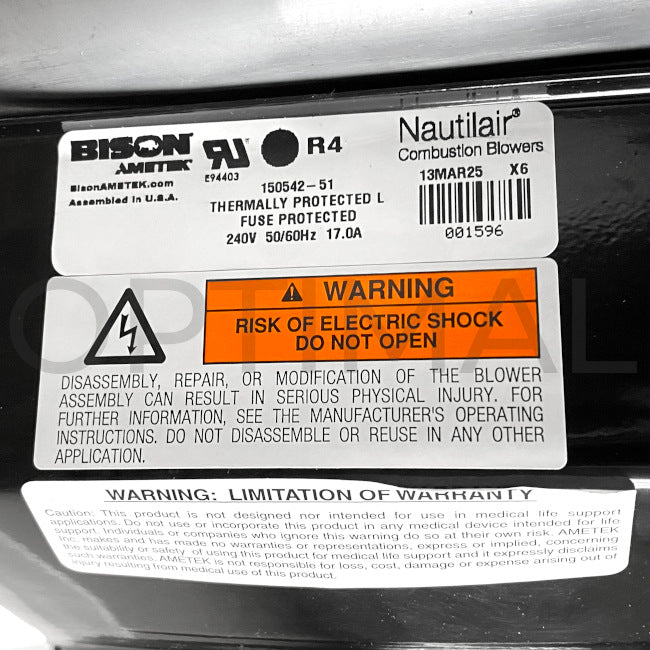 BISON
AMETEK
R4
Nautilair®
Combustion Blowers
BisonAMETEK.com
Assembled in U.S.A.
E94403
150542-51
THERMALLY PROTECTED L
FUSE PROTECTED
240V 50/60Hz 17.0A
13MAR25 X6
001596
OPTIMAL
WARNING
RISK OF ELECTRIC SHOCK
DO NOT OPEN
DISASSEMBLY, REPAIR, OR MODIFICATION OF THE BLOWER
ASSEMBLY CAN RESULT IN SERIOUS PHYSICAL INJURY. FOR
FURTHER INFORMATION, SEE THE MANUFACTURER'S OPERATING
INSTRUCTIONS. DO NOT DISASSEMBLE OR REUSE IN ANY OTHER
APPLICATION.
WARNING: LIMITATION OF WARRANTY
Caution: This product is not designed nor intended for use in medical life support
applications. Do not use or incorporate this product in any medical device intended for life
support. Individuals or companies who ignore this warning do so at their own risk. AMETEK
Inc. makes and has made no warranties or representations, express or implied, concerning
the suitability or safety of using this product for medical life support and it expressly disclaims
such warranties. AMETEK is not responsible for loss, cost, damage or expense arising out of
injury resulting from medical use of this product.